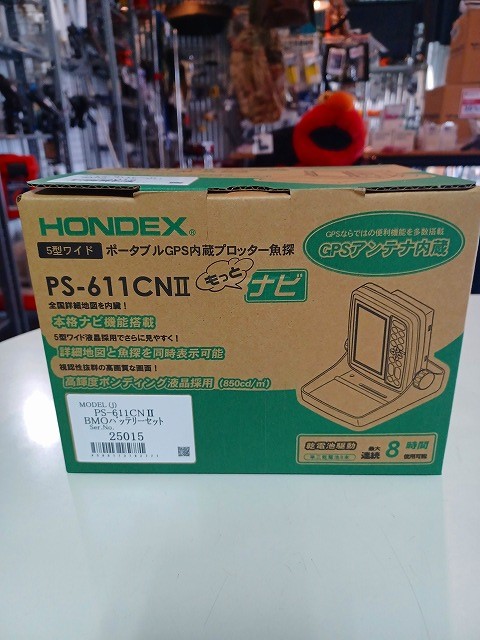 HONDEX®
5型ワイド ポータブルGPS内蔵プロッター魚探
GPSならではの便利機能を多数搭載
GPSアンテナ内蔵
PS-611CNⅡ もっと ナビ
全国詳細地図を内蔵!
本格ナビ機能搭載
5型ワイド液晶採用でさらに見やすく!
詳細地図と魚探を同時表示可能
視認性抜群の高画質な画面!
高輝度ボンディング液晶採用(850cd/㎡)
MODEL (J)
PS-611CN Ⅱ
BMOバッテリーセット
Ser.No.
25015
乾電池駆動 最大 連続 8時間 使用可能